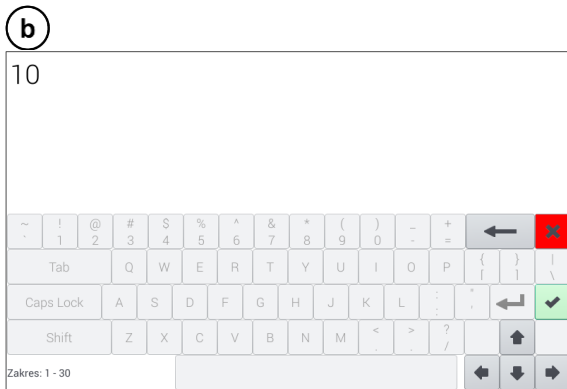 b
10
~ ! @ # $ % ^ & * ( ) _ +
` 1 2 3 4 5 6 7 8 9 0 - =
Tab Q W E R T Y U I O P { } |
[ ] \
Caps Lock A S D F G H J K L : "
; '
Shift Z X C V B N M < > ?
, . /
Zakres: 1 - 30